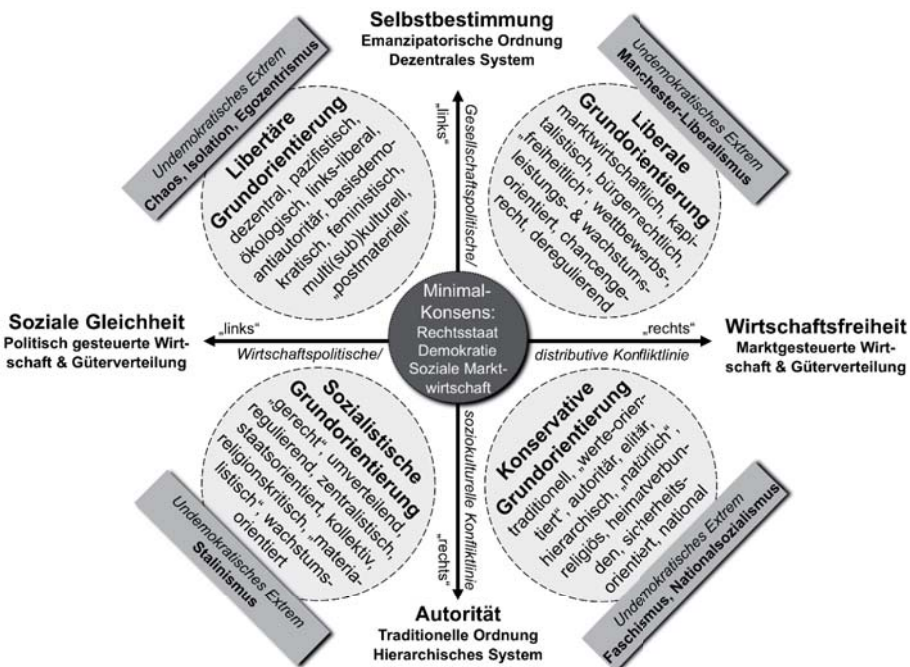 Selbstbestimmung
Emanzipatorische Ordnung
Dezentrales System
Undemokratisches Extrem
Chaos, Isolation, Egozentrismus
Libertäre
Grundorientierung
dezentral, pazifistisch,
ökologisch, links-liberal,
antiautoritär, basisdemo-
kratisch, feministisch,
multi(sub)kulturell,
„postmateriell“
„links“
Gesellschaftspolitische/
Undemokratisches Extrem
Manchester-Liberalismus
Liberale
Grundorientierung
marktwirtschaftlich, kapi-
talistisch, bürgerrechtlich,
„freiheitlich“, wettbewerbs-,
leistungs- & wachstums-
orientiert, chancenge-
recht, deregulierend
Soziale Gleichheit
Politisch gesteuerte Wirt-
schaft & Güterverteilung
„links“
Wirtschaftspolitische/
Minimal-
Konsens:
Rechtsstaat
Demokratie
Soziale Markt-
wirtschaft
„rechts“
distributive Konfliktlinie
Wirtschaftsfreiheit
Marktgesteuerte Wirt-
schaft & Güterverteilung
Sozialistische
Grundorientierung
„gerecht“, umverteilend
regulierend, zentralistisch,
staatsorientiert, kollektiv,
religionskritisch, „materia-
listisch“, wachstums-
orientiert
Undemokratisches Extrem
Stalinismus
„rechts“
soziokulturelle Konfliktlinie
Konservative
Grundorientierung
traditionell, „werte-orien-
tiert“, autoritär, elitär,
hierarchisch, „natürlich“,
religiös, heimatverbun-
den, sicherheits-
orientiert, national
Undemokratisches Extrem
Faschismus, Nationalsozialismus
Autorität
Traditionelle Ordnung
Hierarchisches System